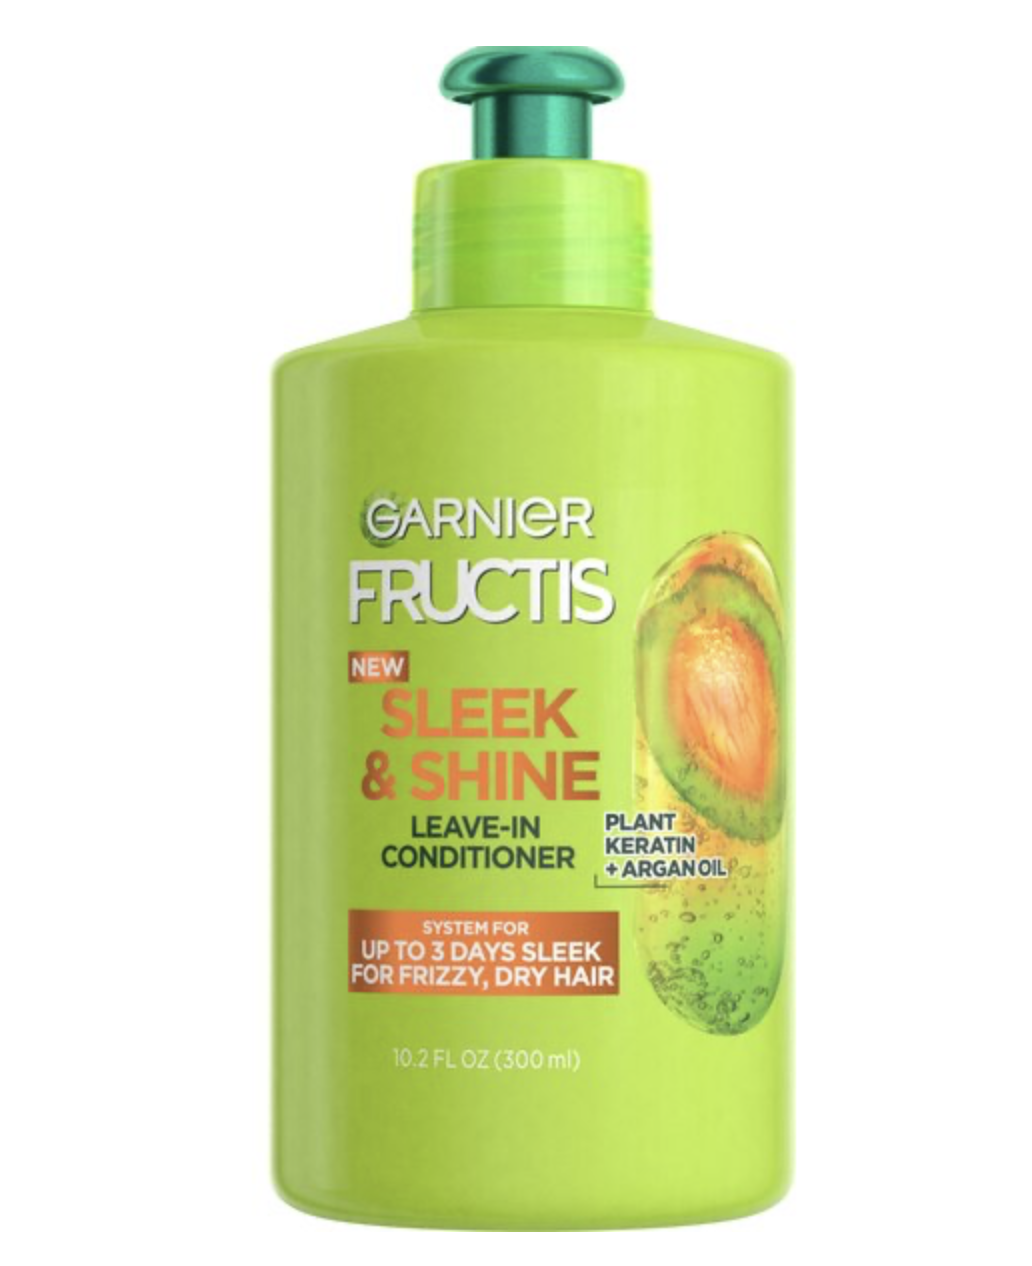 GARNIER
FRUCTIS
NEW
SLEEK
& SHINE
LEAVE-IN
CONDITIONER
PLANT
KERATIN
+ ARGAN OIL
SYSTEM FOR
UP TO 3 DAYS SLEEK
FOR FRIZZY, DRY HAIR
10.2 FL OZ (300 ml)